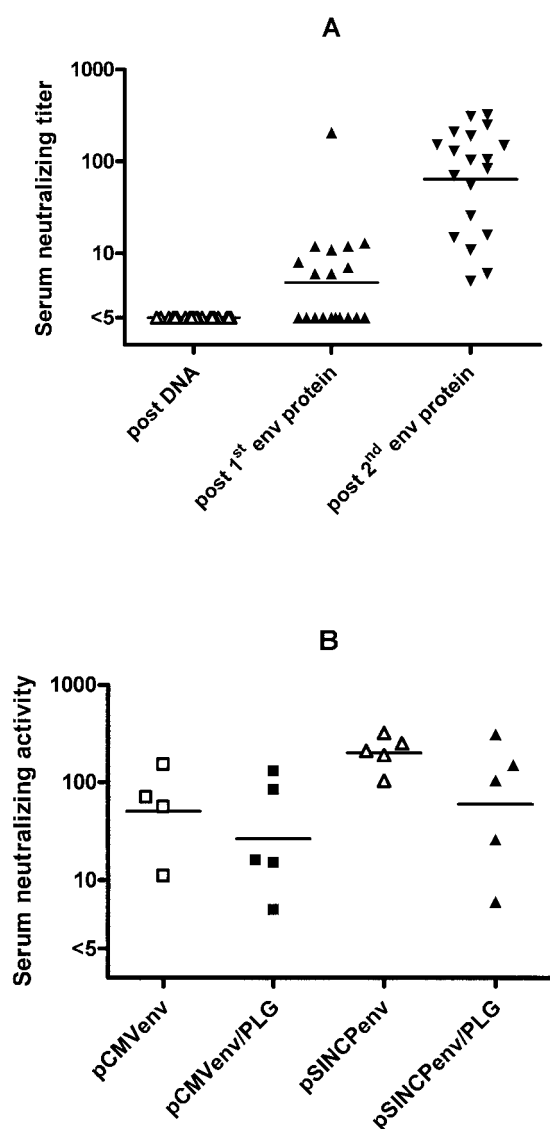 A
Serum neutralizing titer
1000
100
10
<5
post DNA
post 1st env protein
post 2nd env protein
B
Serum neutralizing activity
1000
100
10
<5
pCMVenv
pCMVenv/PLG
pSINCPenv
pSINCPenv/PLG